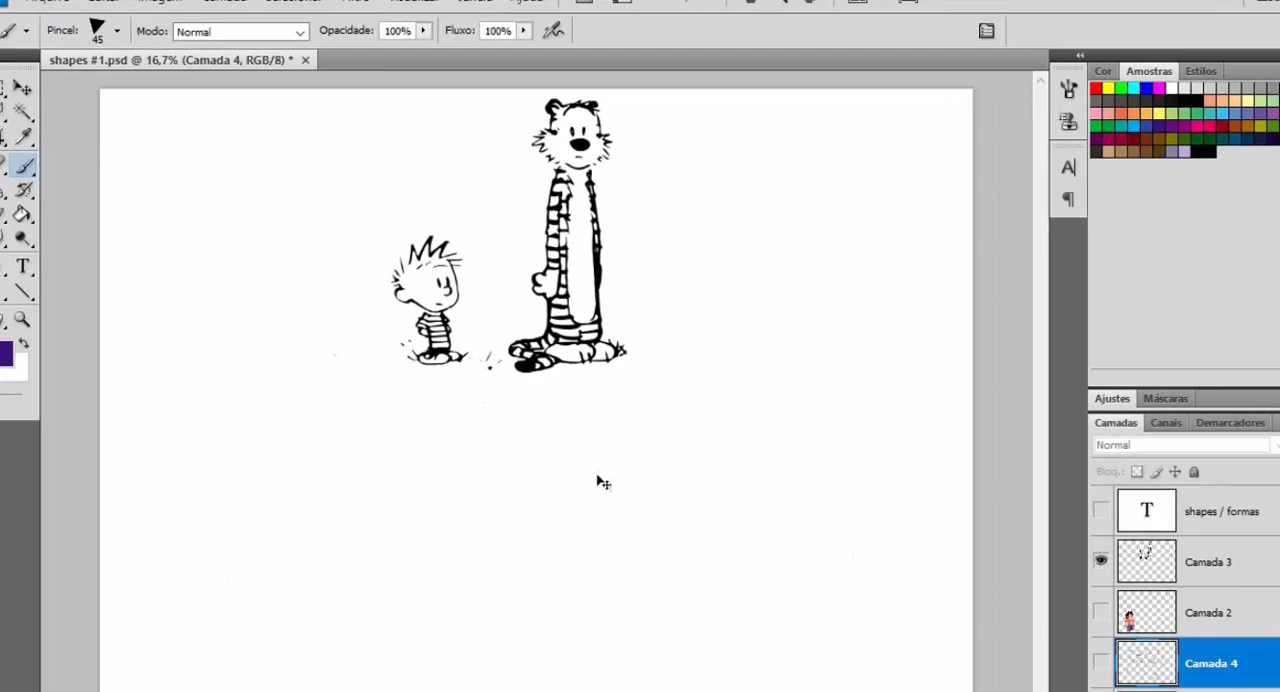 Pincel: 45 Modo: Normal Opacidade: 100% Fluxo: 100%
shapes #1.psd @ 16,7% (Camada 4, RGB/8) *
Cor Amostras Estilos
A
T
Ajustes Máscaras
Camadas Canais Demarcadores
Normal
Bloq.:
T shapes / formas
Camada 3
Camada 2
Camada 4